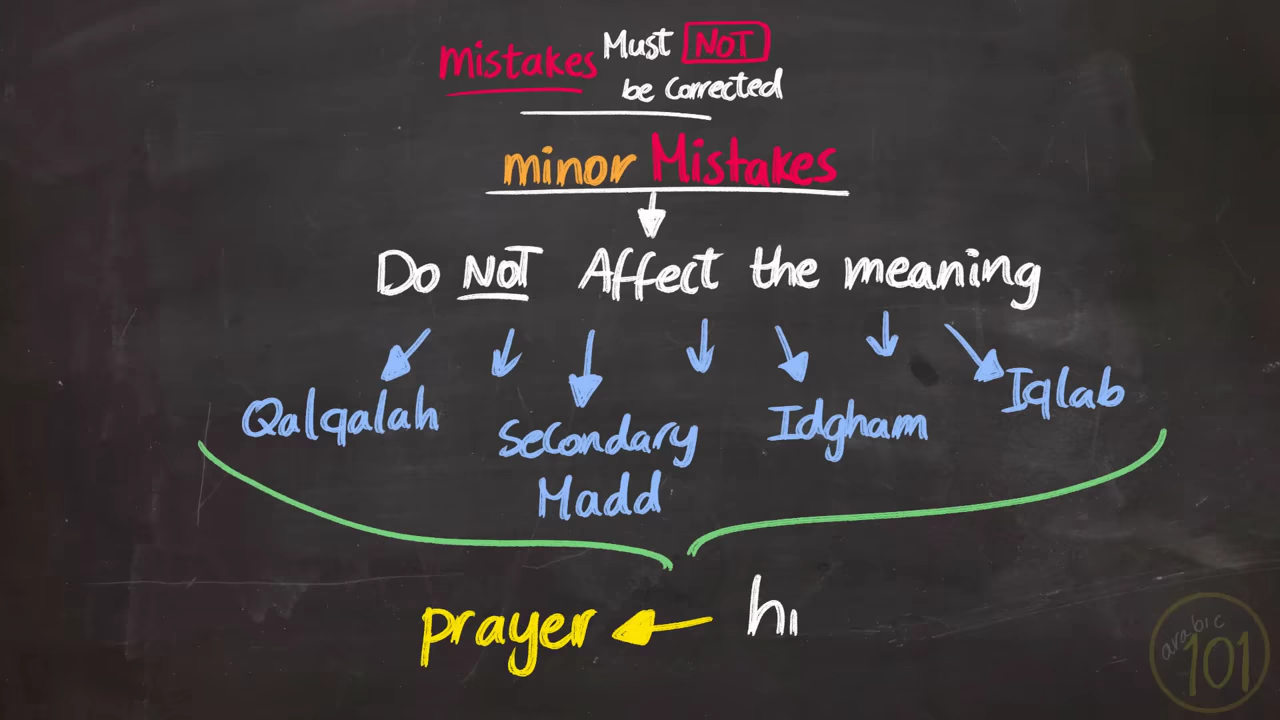 Mistakes Must NOT
be Corrected
minor Mistakes
Do NOT Affect the meaning
Qalqalah
Secondary
Madd
Idgham
Iqlab
prayer
hi
arabic
101